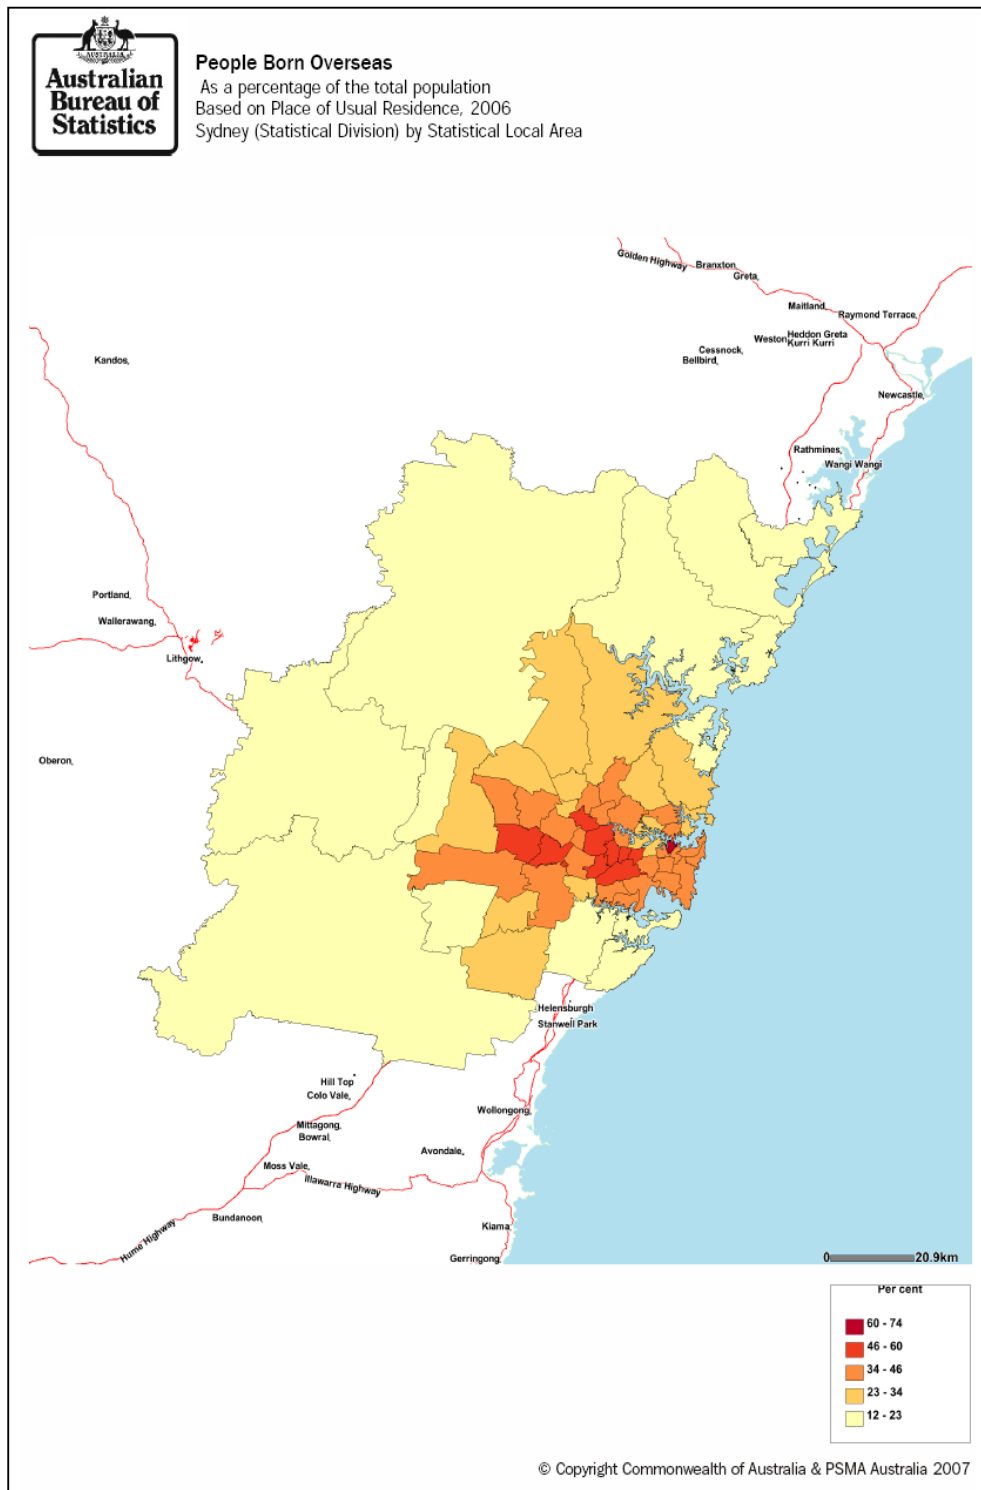 AUSTRALIA
Australian
Bureau of
Statistics
People Born Overseas
As a percentage of the total population
Based on Place of Usual Residence, 2006
Sydney (Statistical Division) by Statistical Local Area
Golden Highway
Branxton
Greta
Maitland
Raymond Terrace
Heddon Greta
Weston
Kurri Kurri
Cessnock
Bellbird
Kandos
Newcastle
Rathmines
Wangi Wangi
Portland
Wallerawang
Lithgow
Oberon
Helensburgh
Stanwell Park
Hill Top
Colo Vale
Wollongong
Mittagong
Bowral
Avondale
Moss Vale
Illawarra Highway
Bundanoon
Hume Highway
Kiama
Gerringong
0 20.9km
Per cent
60 - 74
46 - 60
34 - 46
23 - 34
12 - 23
© Copyright Commonwealth of Australia & PSMA Australia 2007